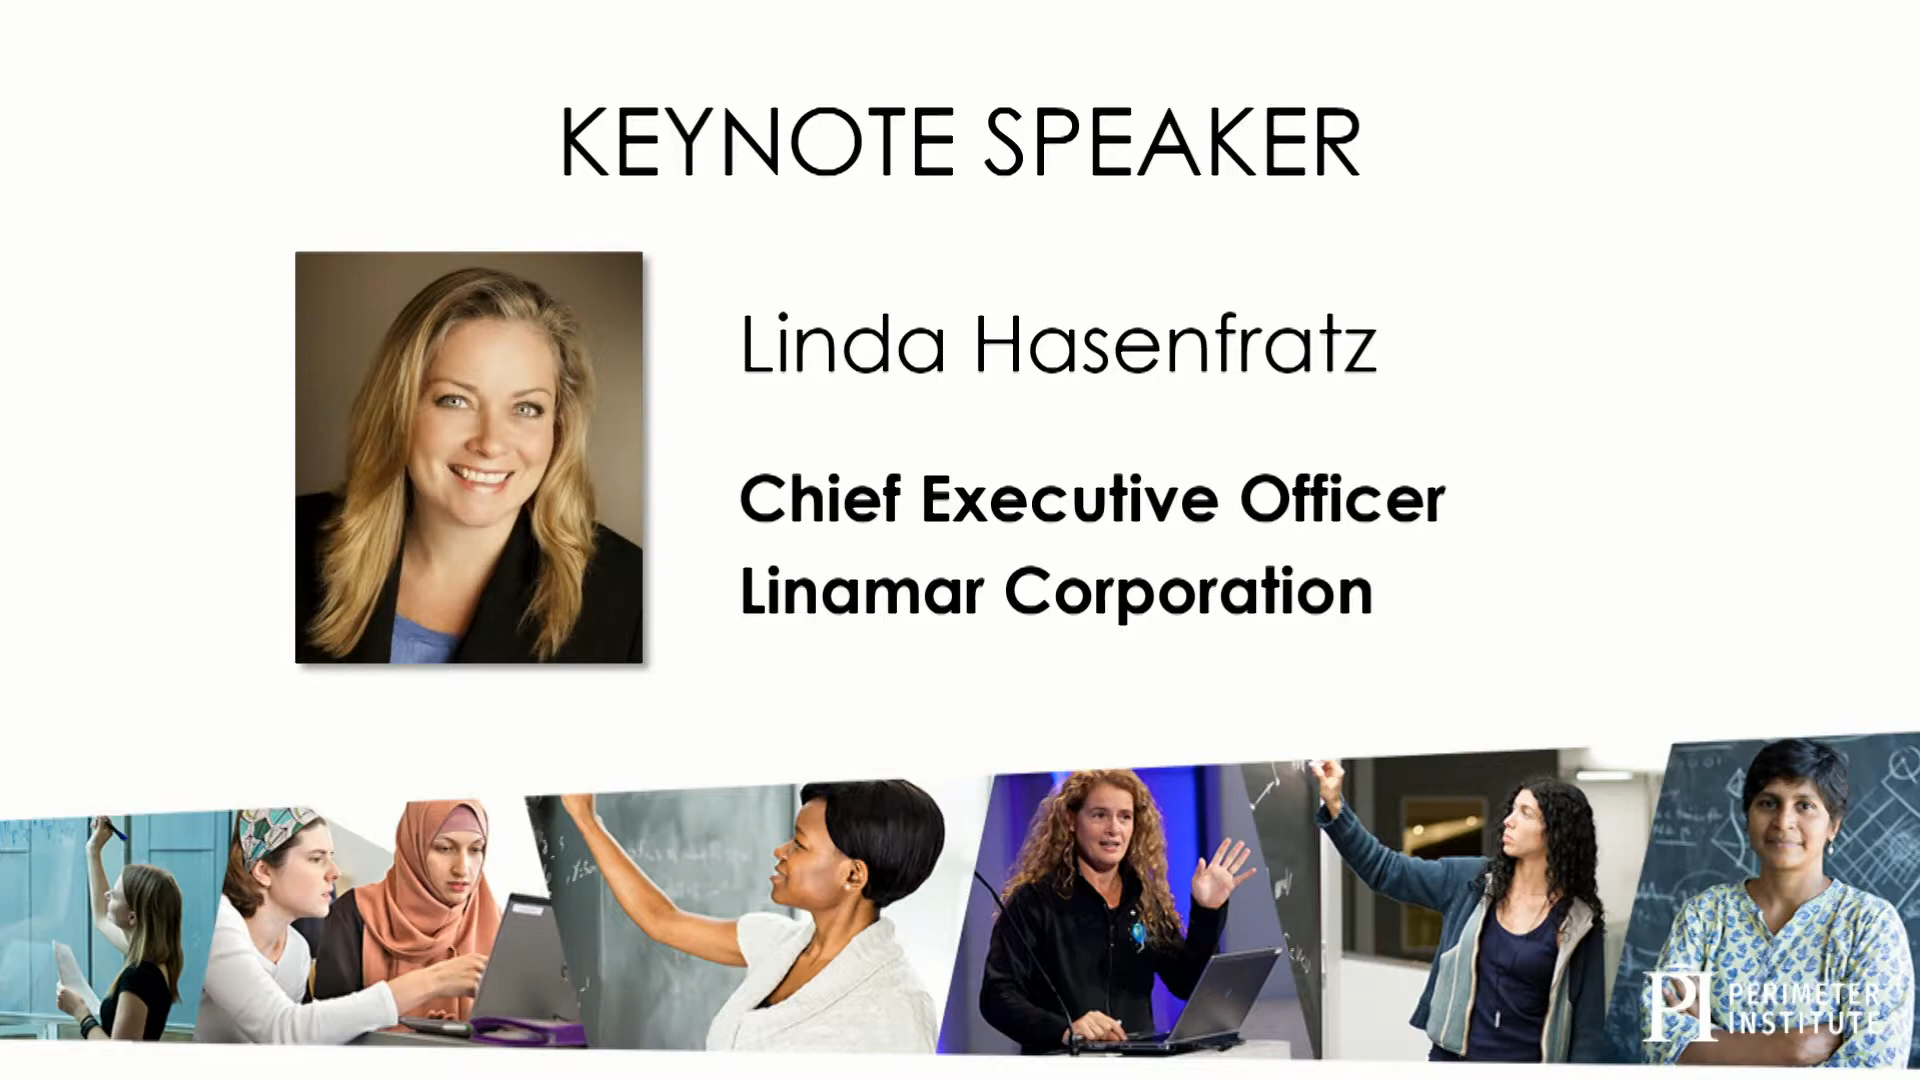 KEYNOTE SPEAKER
Linda Hasenfratz
Chief Executive Officer
Linamar Corporation
PI PERIMETER
INSTITUTE